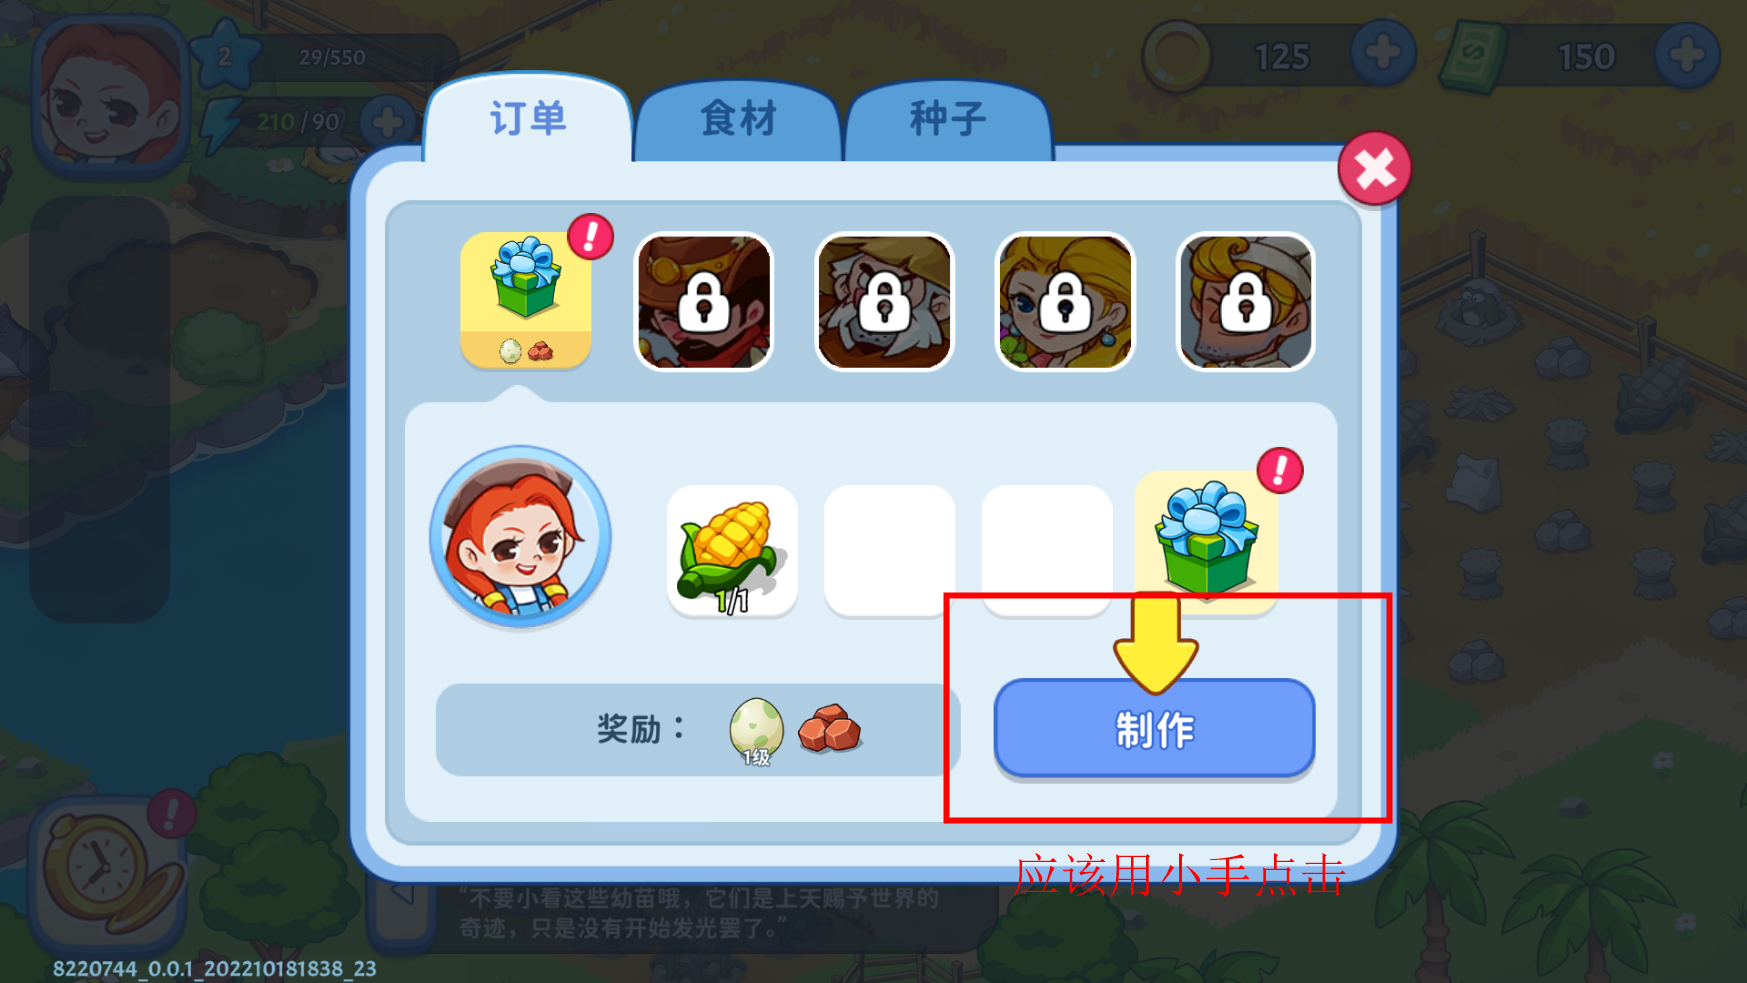 2
29/550
125
150
210/90
订单
食材
种子
1/1
奖励：
1级
制作
应该用小手点击
“不要小看这些幼苗哦，它们是上天赐予世界的
奇迹，只是没有开始发光罢了。”
8220744_0.0.1_202210181838_23